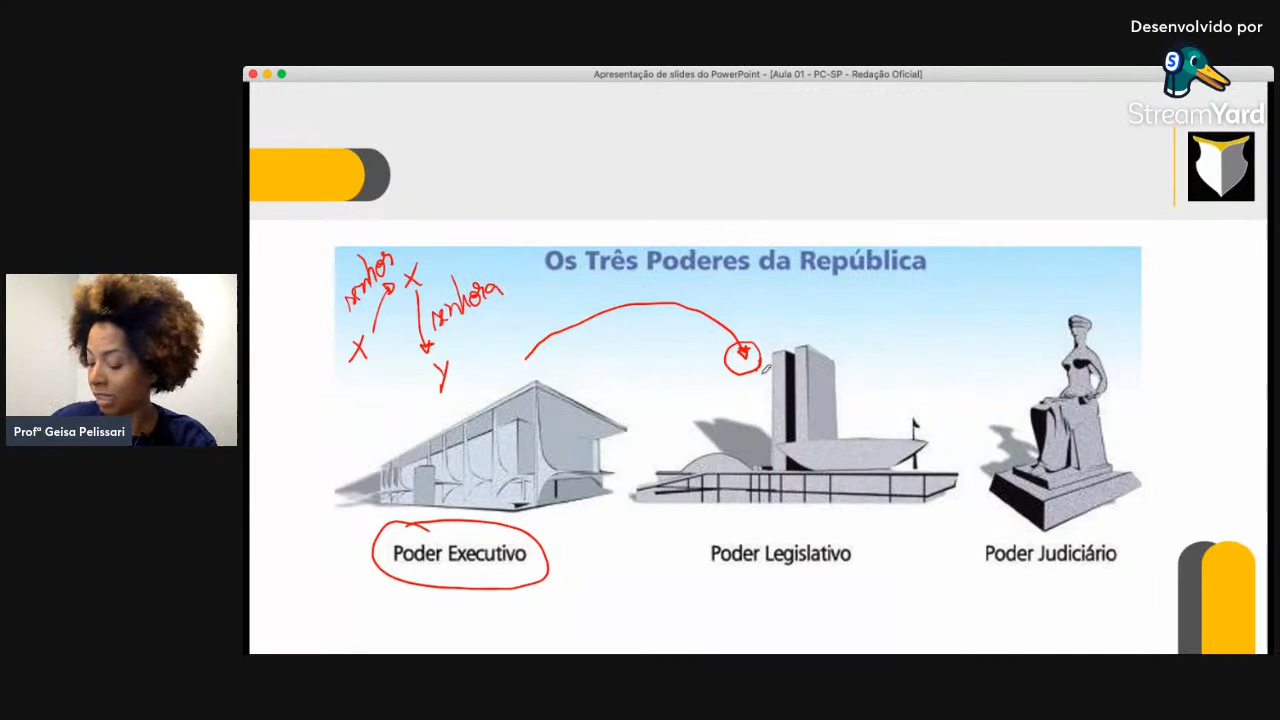 Desenvolvido por
S
StreamYard
Apresentação de slides do PowerPoint - [Aula 01 - PC-SP - Redação Oficial]
Os Três Poderes da República
senhor
X
senhora
X
y
Profª Geisa Pelissari
Poder Executivo
Poder Legislativo
Poder Judiciário